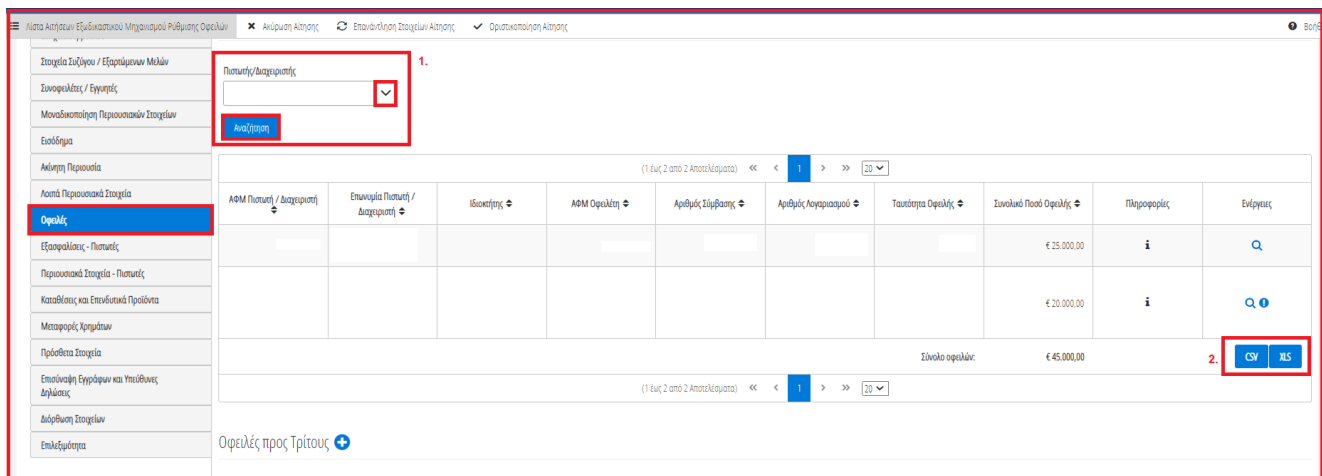 Λίστα Αιτήσεων Εξωδικαστικού Μηχανισμού Ρύθμισης Οφειλών Ακύρωση Αίτησης Επανάντληση Στοιχείων Αίτησης Οριστικοποίηση Αίτησης
Στοιχεία Συζύγου / Εξαρτώμενων Μελών
Συνοφειλέτες / Εγγυητές
Μοναδικοποίηση Περιουσιακών Στοιχείων
Εισόδημα
Ακίνητη Περιουσία
Λοιπά Περιουσιακά Στοιχεία
Οφειλές
Εξασφαλίσεις - Πιστωτές
Περιουσιακά Στοιχεία - Πιστωτές
Καταθέσεις και Επενδυτικά Προϊόντα
Μεταφορές Χρημάτων
Πρόσθετα Στοιχεία
Επισύναψη Εγγράφων και Υπεύθυνες
Δηλώσεις
Διόρθωση Στοιχείων
Επιλεξιμότητα
1.
Πιστωτής/Διαχειριστής
Αναζήτηση
(1 έως 2 από 2 Αποτελέσματα) « < 1 > » 20
ΑΦΜ Πιστωτή / Διαχειριστή
Επωνυμία Πιστωτή /
Διαχειριστή
Ιδιοκτήτης
ΑΦΜ Οφειλέτη
Αριθμός Σύμβασης
Αριθμός Λογαριασμού
Ταυτότητα Οφειλής
Συνολικό Ποσό Οφειλής
Πληροφορίες
Ενέργειες
€ 25.000,00 i
€ 20.000,00 i
Σύνολο οφειλών: € 45.000,00
2. CSV XLS
(1 έως 2 από 2 Αποτελέσματα) « < 1 > » 20
Οφειλές προς Τρίτους